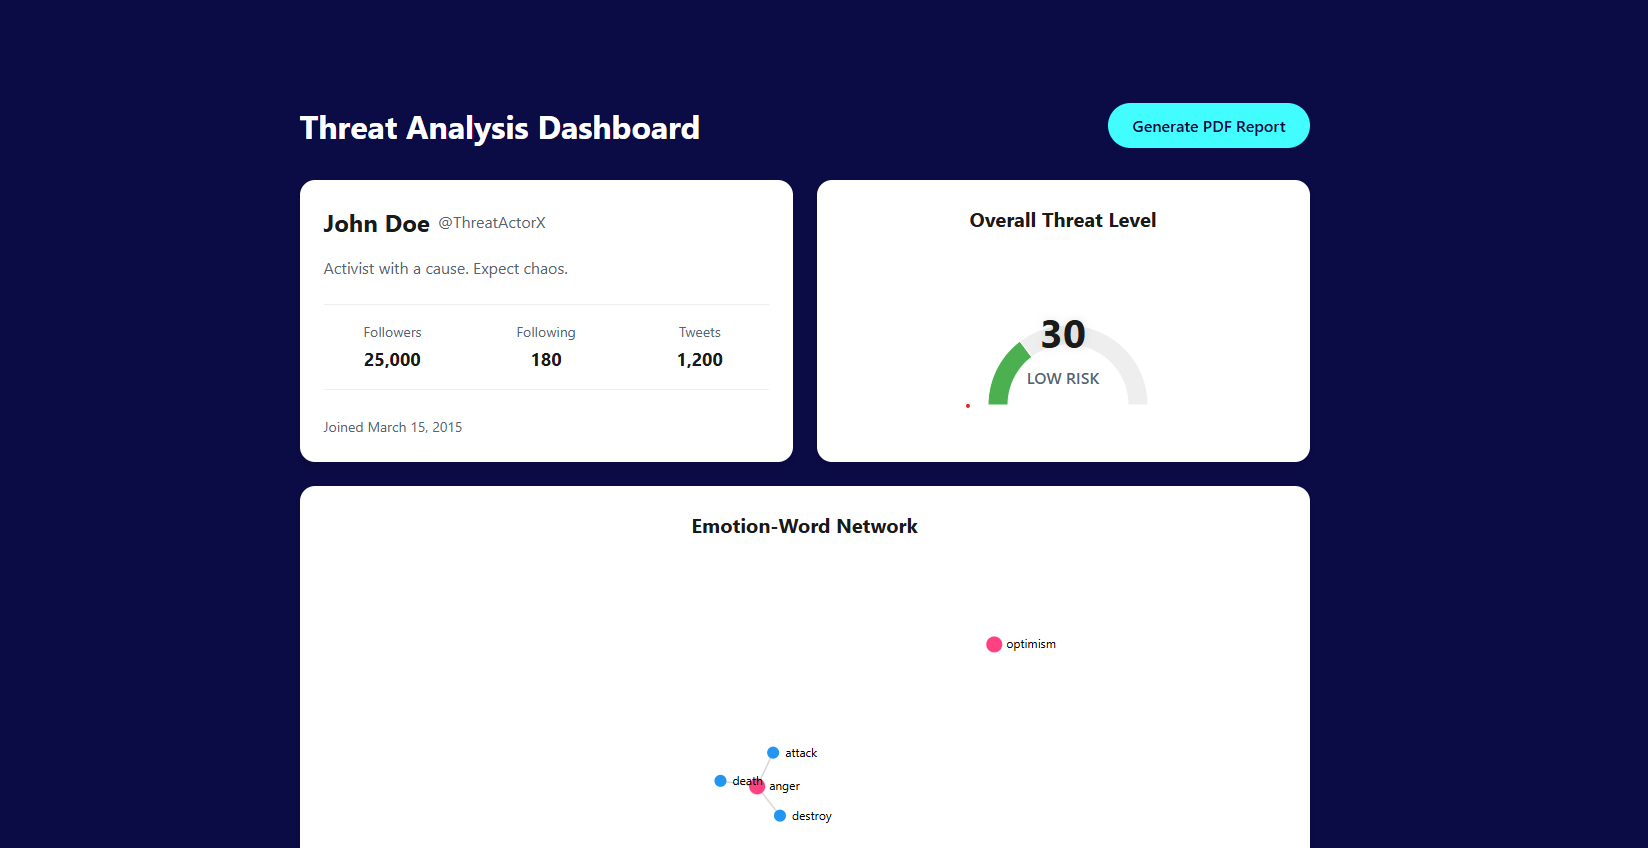 Threat Analysis Dashboard
Generate PDF Report
John Doe @ThreatActorX
Activist with a cause. Expect chaos.
Followers Following Tweets
25,000 180 1,200
Joined March 15, 2015
Overall Threat Level
30
LOW RISK
Emotion-Word Network
optimism
attack
death
anger
destroy